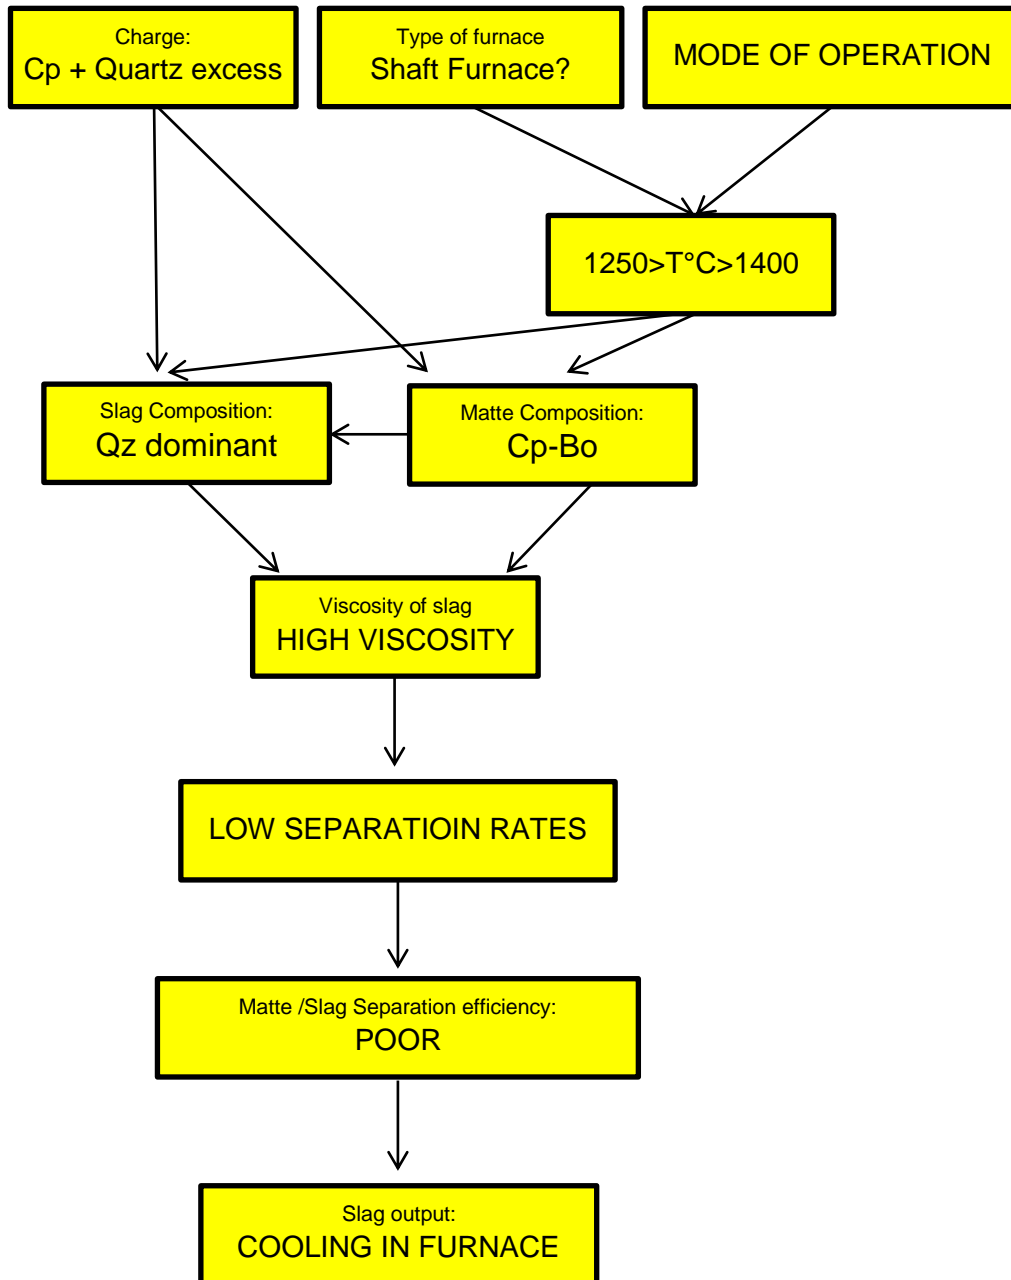 Charge:
Cp + Quartz excess
Type of furnace
Shaft Furnace?
MODE OF OPERATION
1250>T°C>1400
Slag Composition:
Qz dominant
Matte Composition:
Cp-Bo
Viscosity of slag
HIGH VISCOSITY
LOW SEPARATIOIN RATES
Matte /Slag Separation efficiency:
POOR
Slag output:
COOLING IN FURNACE